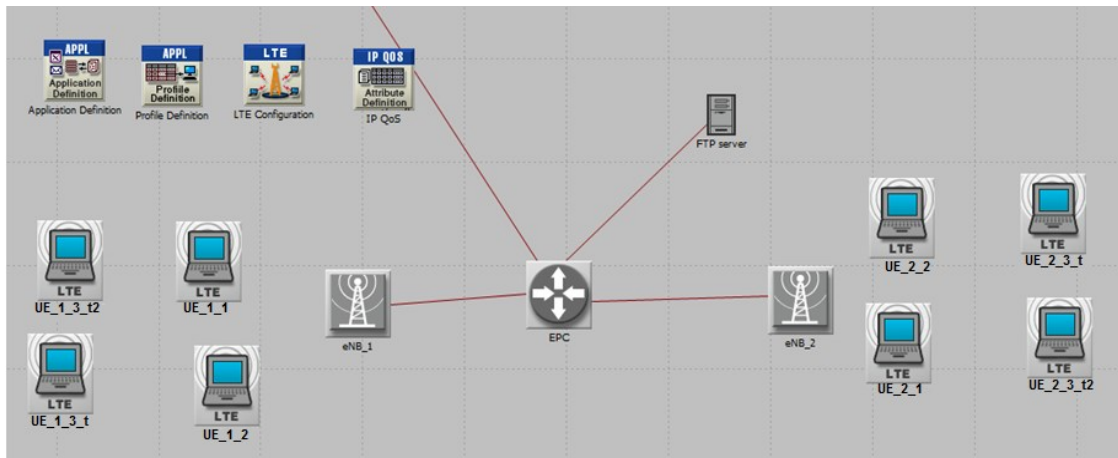 APPL
Application
Definition
Application Definition
APPL
Profile
Definition
Profile Definition
LTE
LTE Configuration
IP QOS
Attribute
Definition
IP QoS
FTP server
LTE
UE_1_3_t2
LTE
UE_1_1
eNB_1
EPC
eNB_2
LTE
UE_2_2
LTE
UE_2_3_t
LTE
UE_1_3_t
LTE
UE_1_2
LTE
UE_2_1
LTE
UE_2_3_t2